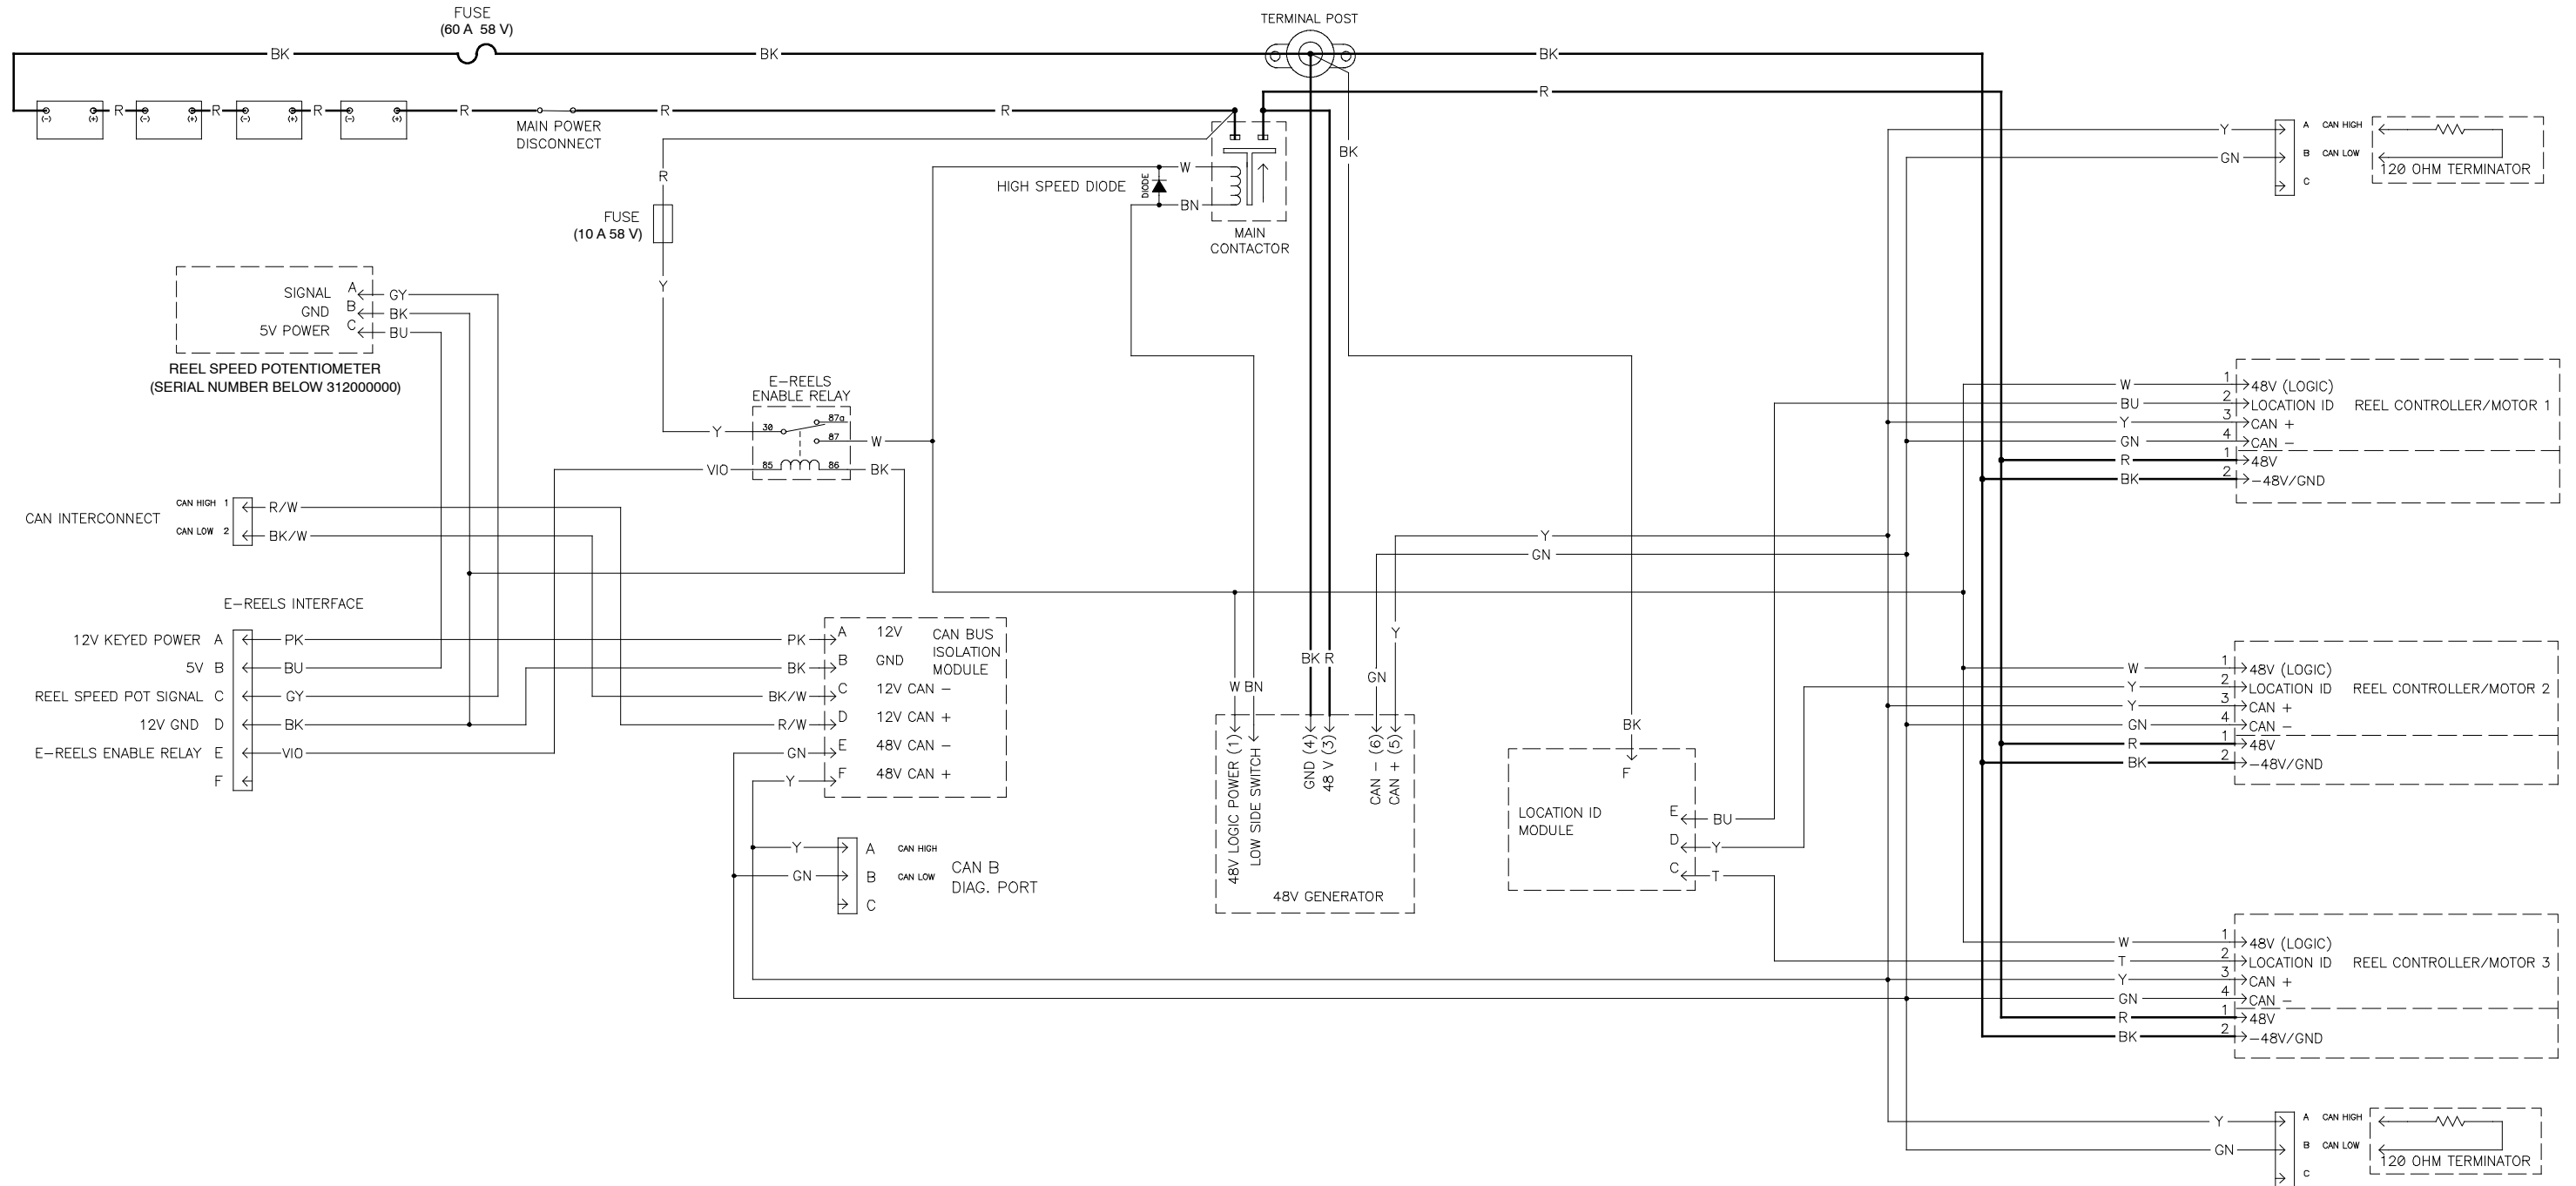 FUSE
(60 A 58 V)
TERMINAL POST
BK
BK
BK
R
(-)
(+)
R
(-)
(+)
R
(-)
(+)
R
(-)
(+)
R
R
R
MAIN POWER
DISCONNECT
BK
R
FUSE
(10 A 58 V)
Y
HIGH SPEED DIODE
DIODE
W
BN
MAIN
CONTACTOR
Y
GN
A CAN HIGH
B CAN LOW
C
120 OHM TERMINATOR
SIGNAL A
GND B
5V POWER C
GY
BK
BU
REEL SPEED POTENTIOMETER
(SERIAL NUMBER BELOW 312000000)
E-REELS
ENABLE RELAY
Y
30
87a
87
W
VIO
85
86
BK
CAN INTERCONNECT
CAN HIGH 1
R/W
CAN LOW 2
BK/W
E-REELS INTERFACE
12V KEYED POWER A
PK
5V B
BU
REEL SPEED POT SIGNAL C
GY
12V GND D
BK
E-REELS ENABLE RELAY E
VIO
F
PK
A 12V
BK
B GND
BK/W
C 12V CAN -
R/W
D 12V CAN +
GN
E 48V CAN -
Y
F 48V CAN +
CAN BUS
ISOLATION
MODULE
Y
A CAN HIGH
GN
B CAN LOW
C
CAN B
DIAG. PORT
Y
GN
W BN
BK R
GN
Y
48V LOGIC POWER (1)
LOW SIDE SWITCH
GND (4)
48 V (3)
CAN - (6)
CAN + (5)
48V GENERATOR
BK
F
LOCATION ID
MODULE
E
BU
D
Y
C
T
W
1 48V (LOGIC)
BU
2 LOCATION ID
REEL CONTROLLER/MOTOR 1
Y
3 CAN +
GN
4 CAN -
R
1 48V
BK
2 -48V/GND
W
1 48V (LOGIC)
Y
2 LOCATION ID
REEL CONTROLLER/MOTOR 2
Y
3 CAN +
GN
4 CAN -
R
1 48V
BK
2 -48V/GND
W
1 48V (LOGIC)
T
2 LOCATION ID
REEL CONTROLLER/MOTOR 3
Y
3 CAN +
GN
4 CAN -
R
1 48V
BK
2 -48V/GND
Y
GN
A CAN HIGH
B CAN LOW
C
120 OHM TERMINATOR